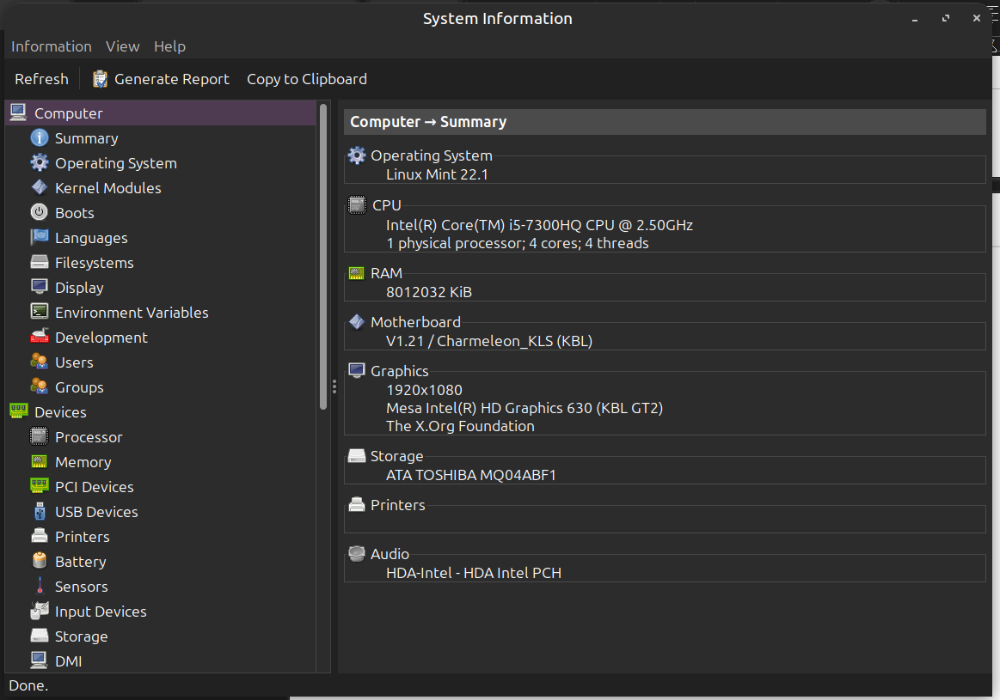 System Information
Information View Help
Refresh Generate Report Copy to Clipboard
Computer
Summary
Operating System
Kernel Modules
Boots
Languages
Filesystems
Display
Environment Variables
Development
Users
Groups
Devices
Processor
Memory
PCI Devices
USB Devices
Printers
Battery
Sensors
Input Devices
Storage
DMI
Computer → Summary
Operating System
Linux Mint 22.1
CPU
Intel(R) Core(TM) i5-7300HQ CPU @ 2.50GHz
1 physical processor; 4 cores; 4 threads
RAM
8012032 KiB
Motherboard
V1.21 / Charmeleon_KLS (KBL)
Graphics
1920x1080
Mesa Intel(R) HD Graphics 630 (KBL GT2)
The X.Org Foundation
Storage
ATA TOSHIBA MQ04ABF1
Printers
Audio
HDA-Intel - HDA Intel PCH
Done.